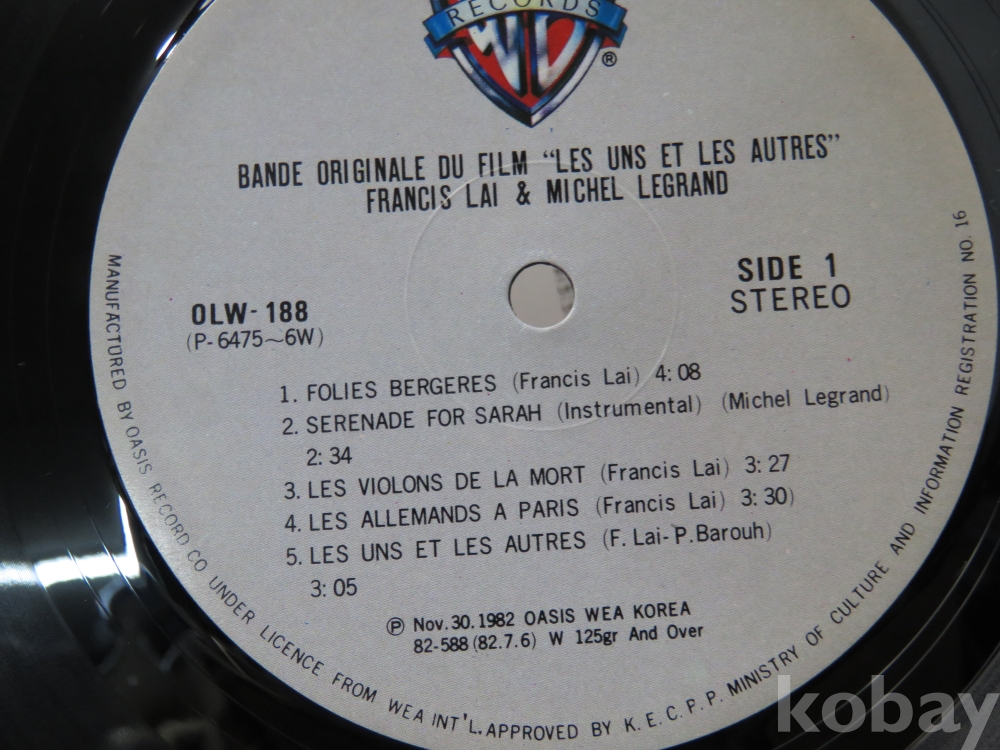 RECORDS
®
BANDE ORIGINALE DU FILM “LES UNS ET LES AUTRES”
FRANCIS LAI & MICHEL LEGRAND
SIDE 1
STEREO
OLW-188
(P-6475~6W)
1. FOLIES BERGERES (Francis Lai) 4:08
2. SERENADE FOR SARAH (Instrumental) (Michel Legrand)
2:34
3. LES VIOLONS DE LA MORT (Francis Lai) 3:27
4. LES ALLEMANDS A PARIS (Francis Lai) 3:30)
5. LES UNS ET LES AUTRES (F. Lai-P.Barouh)
3:05
Ⓟ Nov.30.1982 OASIS WEA KOREA
82-588(82.7.6) W 125gr And Over
MANUFACTURED BY OASIS RECORD CO UNDER LICENCE FROM WEA INT'L. APPROVED BY K.E.C.P.P. MINISTRY OF CULTURE AND INFORMATION REGISTRATION NO. 16
kobay